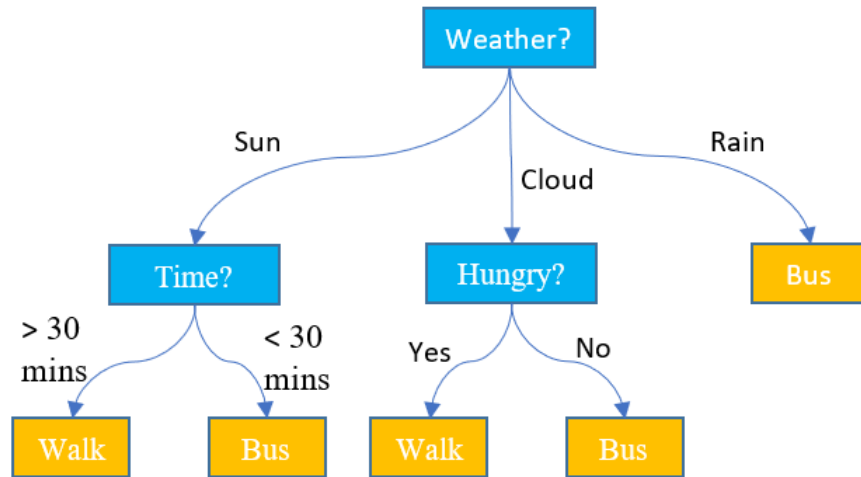 Weather?
Sun
Cloud
Rain
Time?
Hungry?
Bus
> 30
mins
< 30
mins
Yes
No
Walk
Bus
Walk
Bus